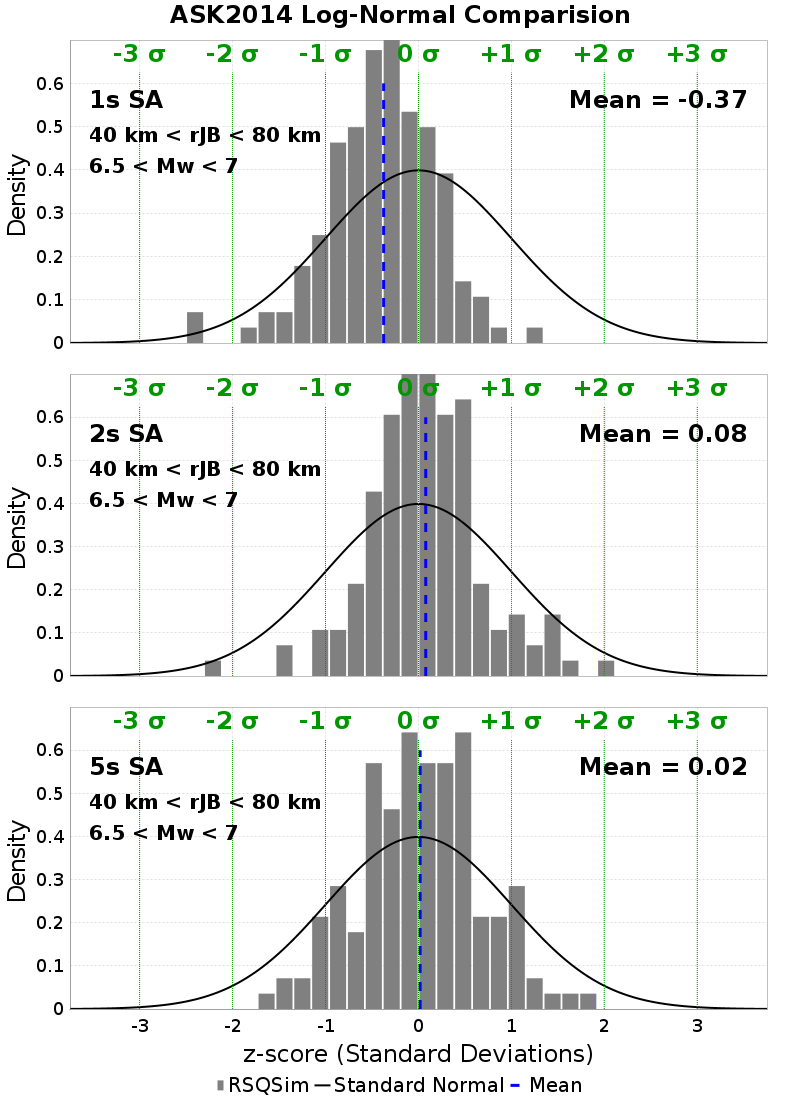 ASK2014 Log-Normal Comparision
-3 σ -2 σ -1 σ 0 σ +1 σ +2 σ +3 σ
1s SA
Mean = -0.37
40 km < rJB < 80 km
6.5 < Mw < 7
Density
0.6
0.5
0.4
0.3
0.2
0.1
0
-3 σ -2 σ -1 σ 0 σ +1 σ +2 σ +3 σ
2s SA
Mean = 0.08
40 km < rJB < 80 km
6.5 < Mw < 7
Density
0.6
0.5
0.4
0.3
0.2
0.1
0
-3 σ -2 σ -1 σ 0 σ +1 σ +2 σ +3 σ
5s SA
Mean = 0.02
40 km < rJB < 80 km
6.5 < Mw < 7
Density
0.6
0.5
0.4
0.3
0.2
0.1
0
-3 -2 -1 0 1 2 3
z-score (Standard Deviations)
RSQSim Standard Normal Mean